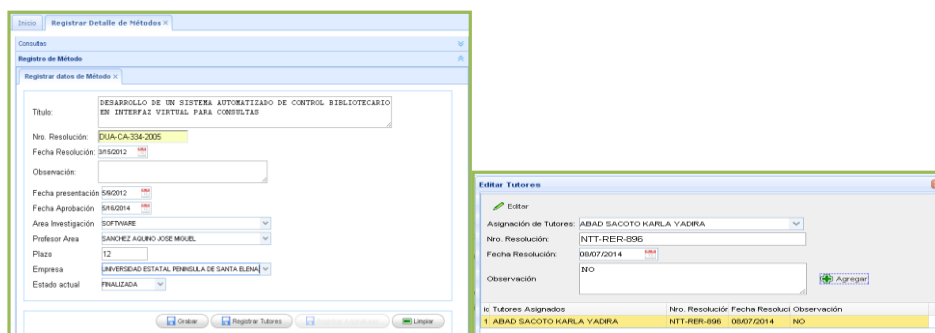 Inicio Registrar Detalle de Métodos
Consultas
Registro de Método
Registrar datos de Método
Título: DESARROLLO DE UN SISTEMA AUTOMATIZADO DE CONTROL BIBLIOTECARIO
EN INTERFAZ VIRTUAL PARA CONSULTAS
Nro. Resolución: DUA-CA-334-2005
Fecha Resolución: 3/15/2012
Observación:
Fecha presentación 5/9/2012
Fecha Aprobación 5/16/2014
Area Investigación SOFTWARE
Profesor Area SANCHEZ AQUINO JOSE MIGUEL
Plazo 12
Empresa UNIVERSIDAD ESTATAL PENINSULA DE SANTA ELENA
Estado actual FINALIZADA
Grabar Registrar Tutores Limpiar
Editar Tutores
Editar
Asignación de Tutores: ABAD SACOTO KARLA YADIRA
Nro. Resolución: NTT-RER-896
Fecha Resolución: 08/07/2014
Observación NO
Agregar
Tutores Asignados Nro. Resolución Fecha Resoluci Observación
1 ABAD SACOTO KARLA YADIRA NTT-RER-896 08/07/2014 NO